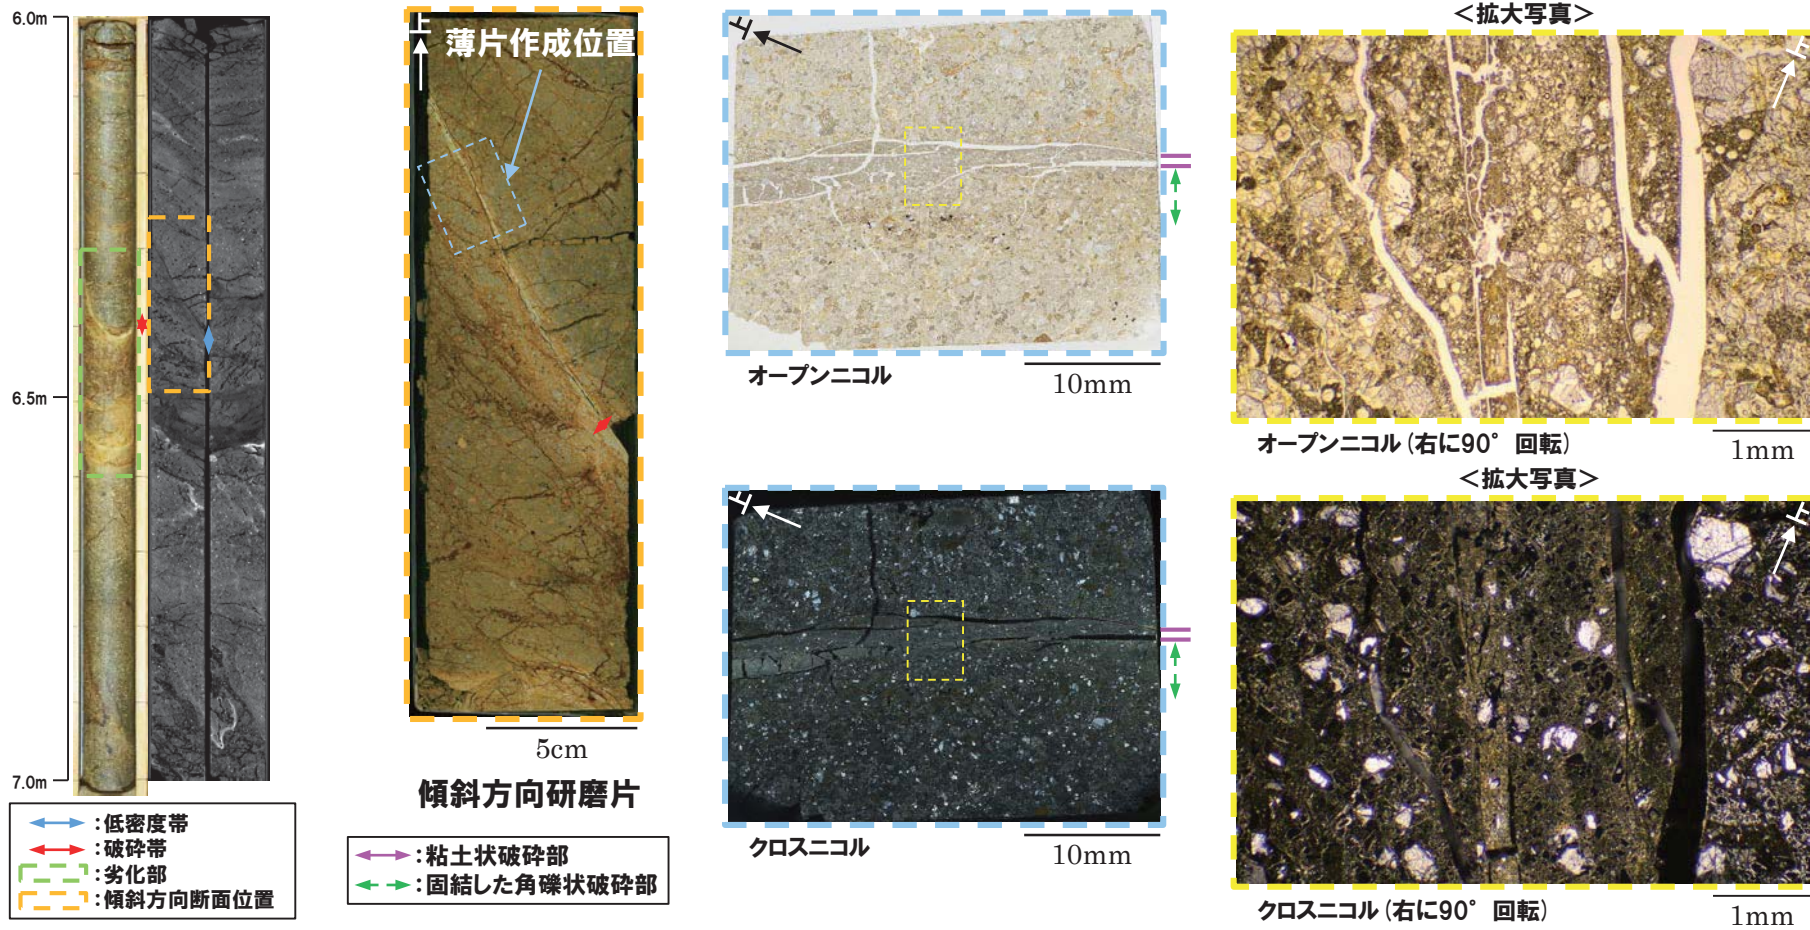 6.0m
6.5m
7.0m
:低密度帯
:破砕帯
:劣化部
:傾斜方向断面位置
上
薄片作成位置
5cm
傾斜方向研磨片
:粘土状破砕部
:固結した角礫状破砕部
上
オープンニコル
10mm
上
クロスニコル
10mm
<拡大写真>
上
オープンニコル(右に90°回転)
1mm
<拡大写真>
上
クロスニコル(右に90°回転)
1mm